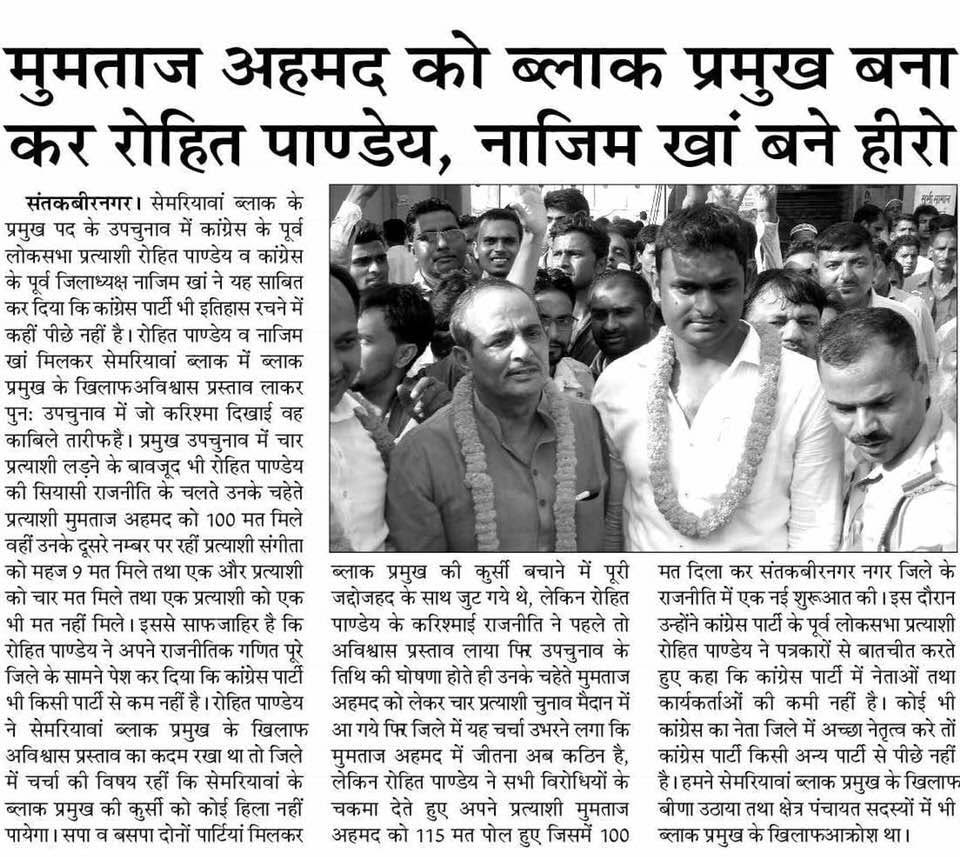 मुमताज अहमद को ब्लाक प्रमुख बना
कर रोहित पाण्डेय, नाजिम खां बने हीरो
संतकबीरनगर। सेमरियावां ब्लाक के
प्रमुख पद के उपचुनाव में कांग्रेस के पूर्व
लोकसभा प्रत्याशी रोहित पाण्डेय व कांग्रेस
के पूर्व जिलाध्यक्ष नाजिम खां ने यह साबित
कर दिया कि कांग्रेस पार्टी भी इतिहास रचने में
कहीं पीछे नहीं है। रोहित पाण्डेय व नाजिम
खां मिलकर सेमरियावां ब्लाक में ब्लाक
प्रमुख के खिलाफअविश्वास प्रस्ताव लाकर
पुन: उपचुनाव में जो करिश्मा दिखाई वह
काबिले तारीफहै। प्रमुख उपचुनाव में चार
प्रत्याशी लड़ने के बावजूद भी रोहित पाण्डेय
की सियासी राजनीति के चलते उनके चहेते
प्रत्याशी मुमताज अहमद को 100 मत मिले
वहीं उनके दूसरे नम्बर पर रहीं प्रत्याशी संगीता
को महज 9 मत मिले तथा एक और प्रत्याशी
को चार मत मिले तथा एक प्रत्याशी को एक
भी मत नहीं मिले। इससे साफजाहिर है कि
रोहित पाण्डेय ने अपने राजनीतिक गणित पूरे
जिले के सामने पेश कर दिया कि कांग्रेस पार्टी
भी किसी पार्टी से कम नहीं है। रोहित पाण्डेय
ने सेमरियावां ब्लाक प्रमुख के खिलाफ
अविश्वास प्रस्ताव का कदम रखा था तो जिले
में चर्चा की विषय रहीं कि सेमरियावां के
ब्लाक प्रमुख की कुर्सी को कोई हिला नहीं
पायेगा। सपा व बसपा दोनों पार्टियां मिलकर
ब्लाक प्रमुख की कुर्सी बचाने में पूरी
जद्दोजहद के साथ जुट गये थे, लेकिन रोहित
पाण्डेय के करिश्माई राजनीति ने पहले तो
अविश्वास प्रस्ताव लाया फिर उपचुनाव के
तिथि की घोषणा होते ही उनके चहेते मुमताज
अहमद को लेकर चार प्रत्याशी चुनाव मैदान में
आ गये फिर जिले में यह चर्चा उभरने लगा कि
मुमताज अहमद में जीतना अब कठिन है,
लेकिन रोहित पाण्डेय ने सभी विरोधियों के
चकमा देते हुए अपने प्रत्याशी मुमताज
अहमद को 115 मत पोल हुए जिसमें 100
मत दिला कर संतकबीरनगर नगर जिले के
राजनीति में एक नई शुरूआत की। इस दौरान
उन्होंने कांग्रेस पार्टी के पूर्व लोकसभा प्रत्याशी
रोहित पाण्डेय ने पत्रकारों से बातचीत करते
हुए कहा कि कांग्रेस पार्टी में नेताओं तथा
कार्यकर्ताओं की कमी नहीं है। कोई भी
कांग्रेस का नेता जिले में अच्छा नेतृत्व करे तों
कांग्रेस पार्टी किसी अन्य पार्टी से पीछे नहीं
है। हमने सेमरियावां ब्लाक प्रमुख के खिलाफ
बीणा उठाया तथा क्षेत्र पंचायत सदस्यों में भी
ब्लाक प्रमुख के खिलाफआक्रोश था।